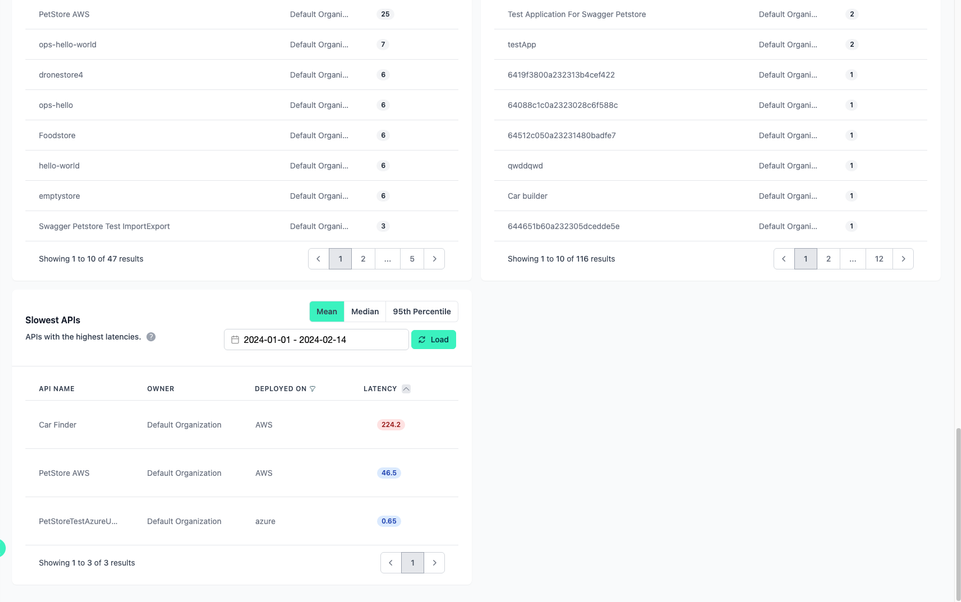 PetStore AWS Default Organi... 25
ops-hello-world Default Organi... 7
dronestore4 Default Organi... 6
ops-hello Default Organi... 6
Foodstore Default Organi... 6
hello-world Default Organi... 6
emptystore Default Organi... 6
Swagger Petstore Test ImportExport Default Organi... 3
Showing 1 to 10 of 47 results 1 2 ... 5
Test Application For Swagger Petstore Default Organi... 2
testApp Default Organi... 2
6419f3800a232313b4cef422 Default Organi... 1
64088c1c0a2323028c6f588c Default Organi... 1
64512c050a23231480badfe7 Default Organi... 1
qwddqwd Default Organi... 1
Car builder Default Organi... 1
644651b60a232305dcedde5e Default Organi... 1
Showing 1 to 10 of 116 results 1 2 ... 12
Slowest APIs
APIs with the highest latencies. ?
Mean Median 95th Percentile
2024-01-01 - 2024-02-14 Load
API NAME OWNER DEPLOYED ON LATENCY
Car Finder Default Organization AWS 224.2
PetStore AWS Default Organization AWS 46.5
PetStoreTestAzureU... Default Organization azure 0.65
Showing 1 to 3 of 3 results 1